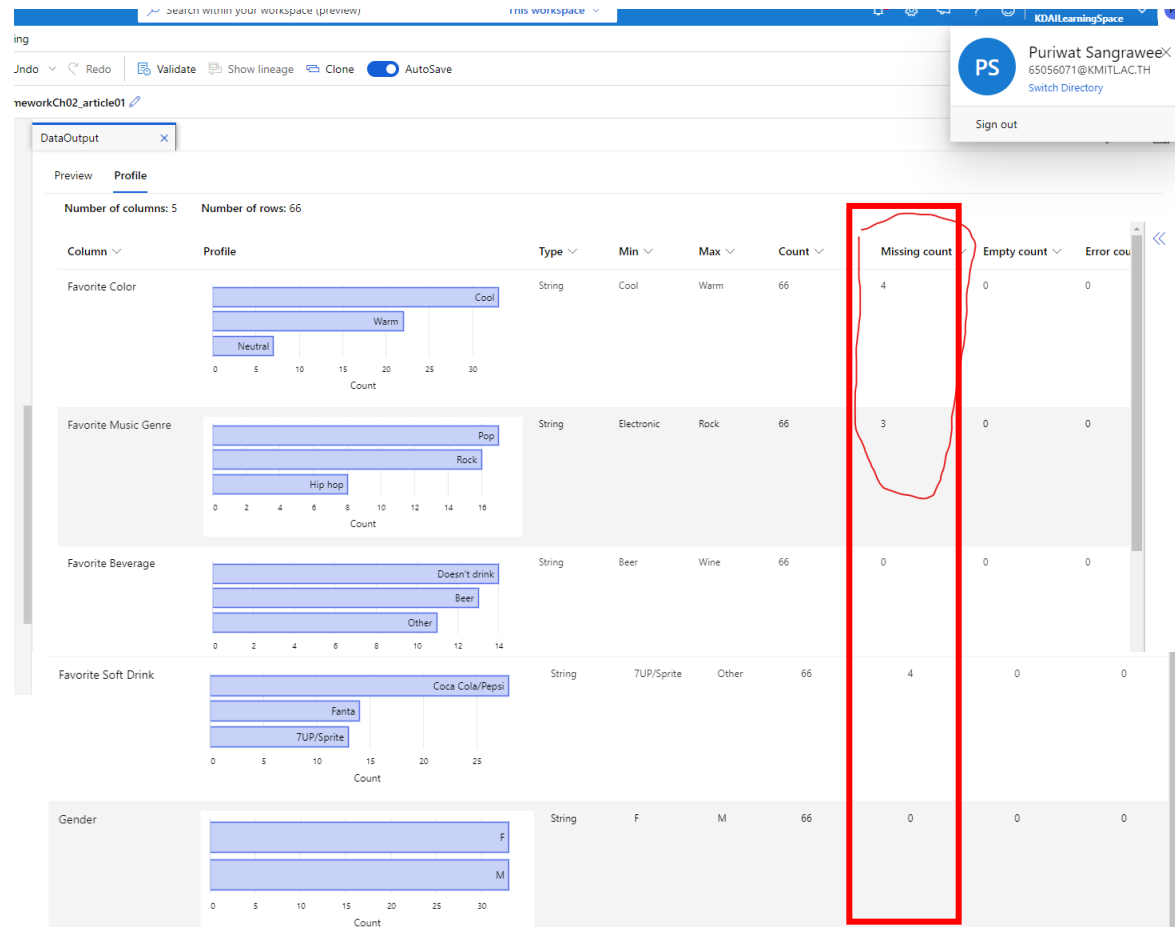 Search within your workspace (preview)
This workspace
KDAILearningSpace
ing
Undo Redo Validate Show lineage Clone AutoSave
PS
Puriwat Sangrawee
65056071@KMITL.AC.TH
Switch Directory
Sign out
meworkCh02_article01
DataOutput
Preview Profile
Number of columns: 5 Number of rows: 66
Column Profile Type Min Max Count Missing count Empty count Error cou
Favorite Color String Cool Warm 66 4 0 0
Cool
Warm
Neutral
0 5 10 15 20 25 30
Count
Favorite Music Genre String Electronic Rock 66 3 0 0
Pop
Rock
Hip hop
0 2 4 6 8 10 12 14 16
Count
Favorite Beverage String Beer Wine 66 0 0 0
Doesn't drink
Beer
Other
0 2 4 6 8 10 12 14
Favorite Soft Drink String 7UP/Sprite Other 66 4 0 0
Coca Cola/Pepsi
Fanta
7UP/Sprite
0 5 10 15 20 25
Count
Gender String F M 66 0 0 0
F
M
0 5 10 15 20 25 30
Count